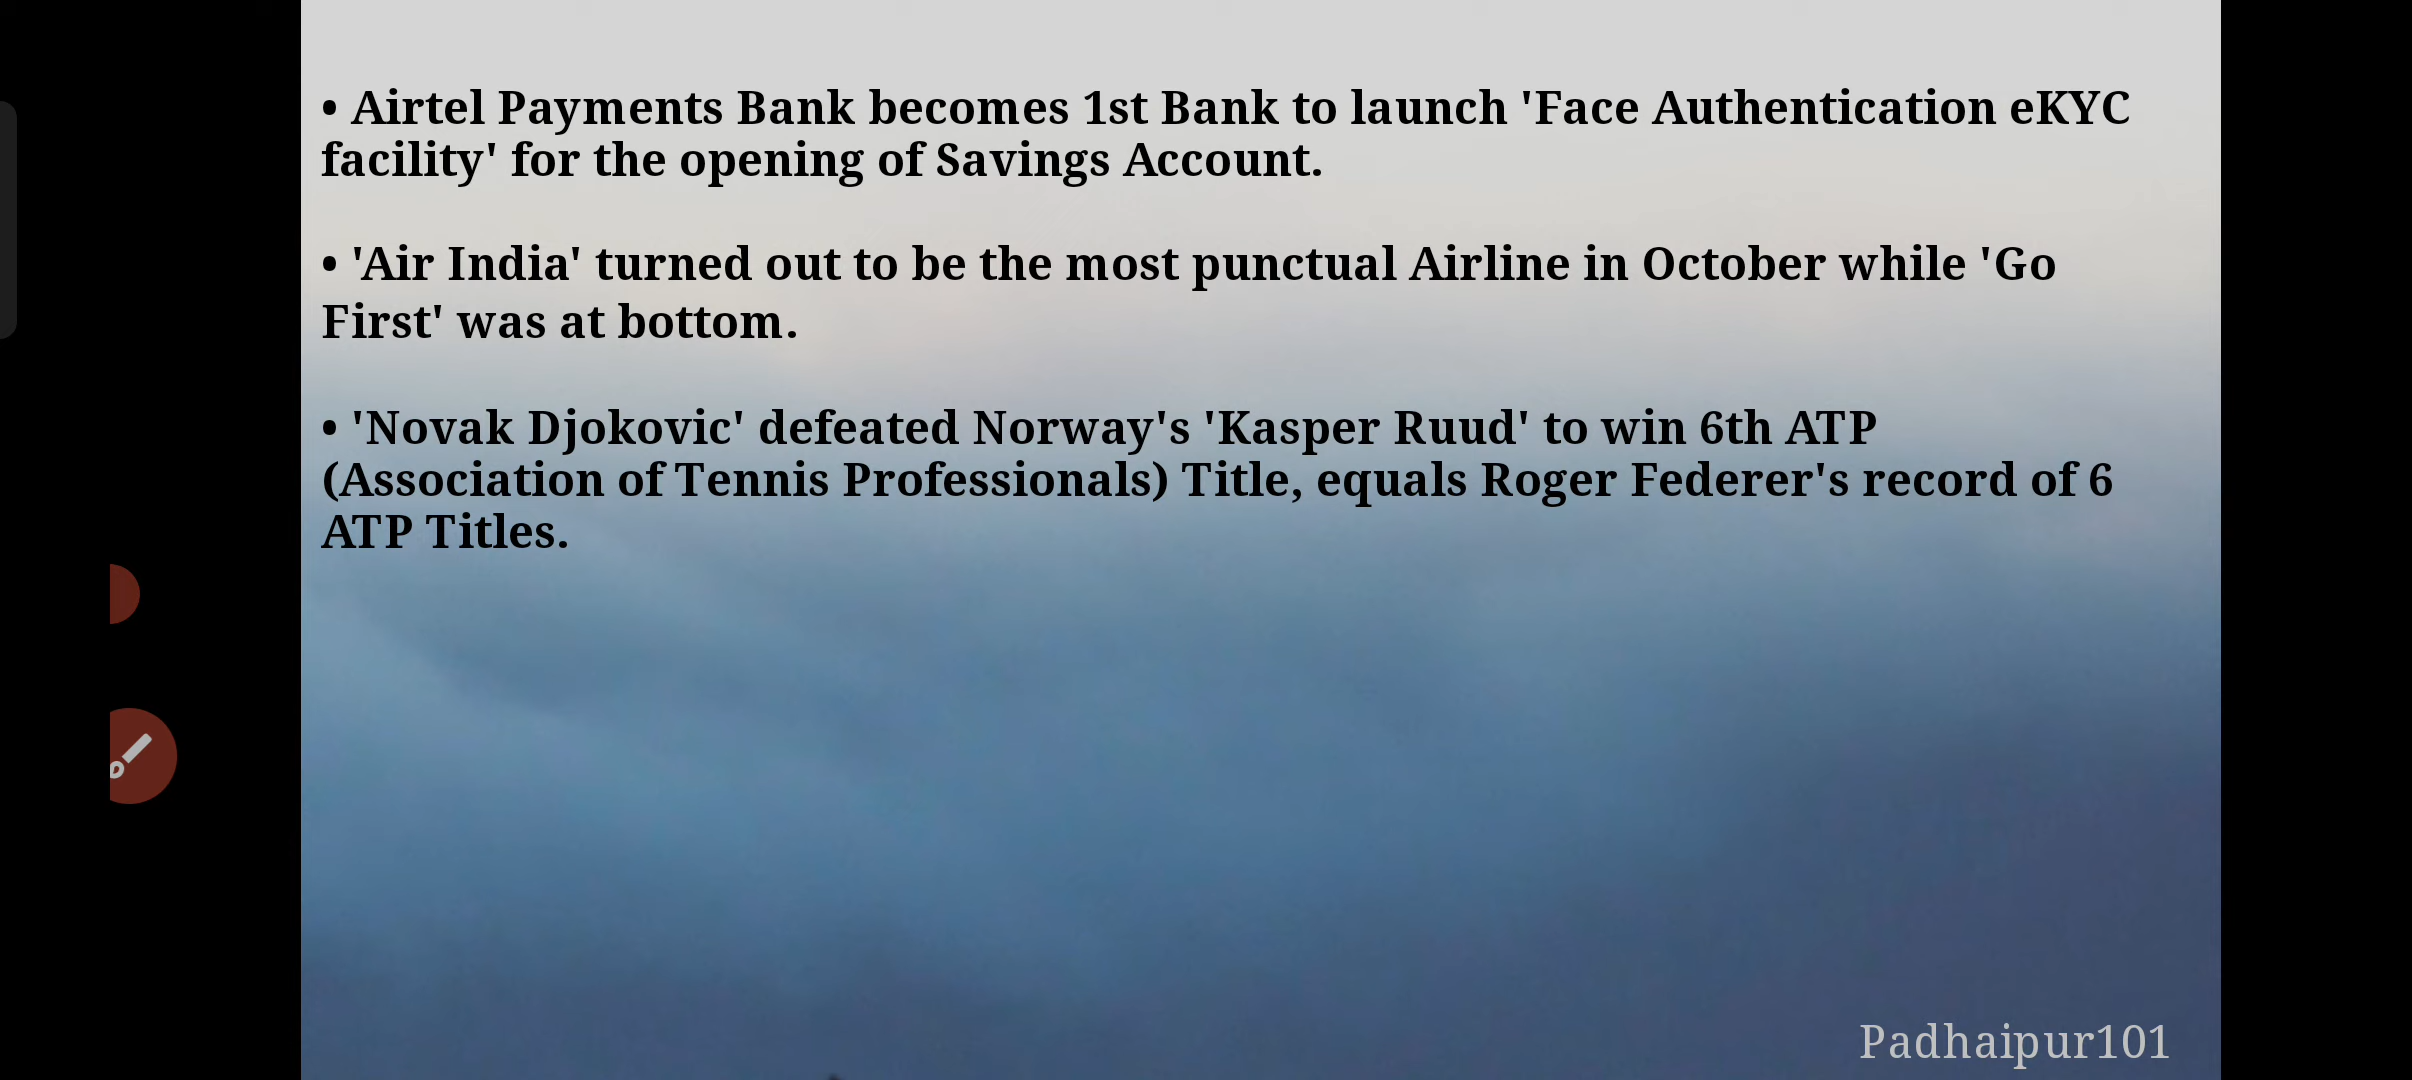 • Airtel Payments Bank becomes 1st Bank to launch 'Face Authentication eKYC
facility' for the opening of Savings Account.
• 'Air India' turned out to be the most punctual Airline in October while 'Go
First' was at bottom.
• 'Novak Djokovic' defeated Norway's 'Kasper Ruud' to win 6th ATP
(Association of Tennis Professionals) Title, equals Roger Federer's record of 6
ATP Titles.
Padhaipur101